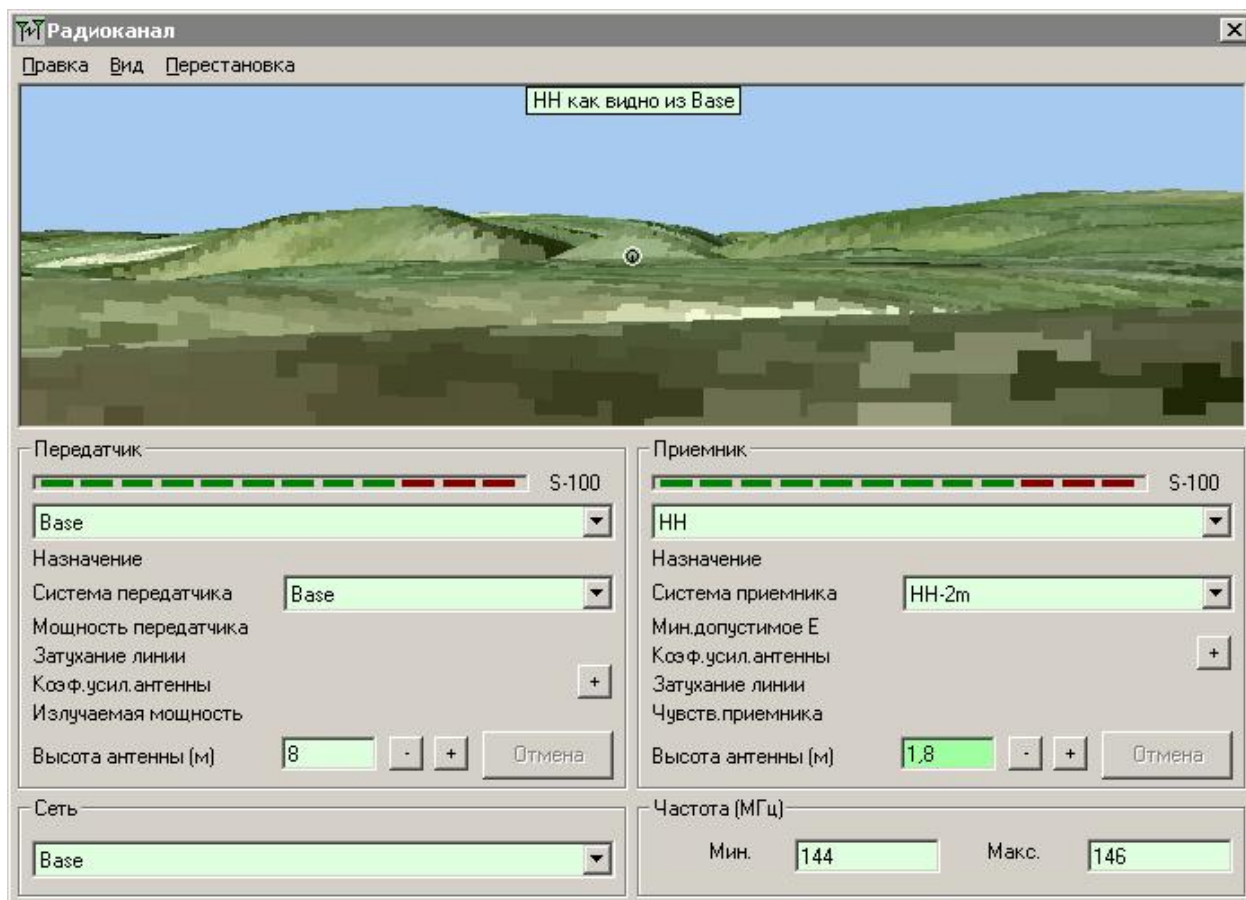 Радиоканал
Правка Вид Перестановка
НН как видно из Base
Передатчик
S-100
Base
Назначение
Система передатчика Base
Мощность передатчика
Затухание линии
Коэф.усил.антенны +
Излучаемая мощность
Высота антенны (м) 8 - + Отмена
Приемник
S-100
НН
Назначение
Система приемника НН-2m
Мин.допустимое Е
Коэф.усил.антенны +
Затухание линии
Чувств.приемника
Высота антенны (м) 1,8 - + Отмена
Сеть
Base
Частота (МГц)
Мин. 144 Макс. 146